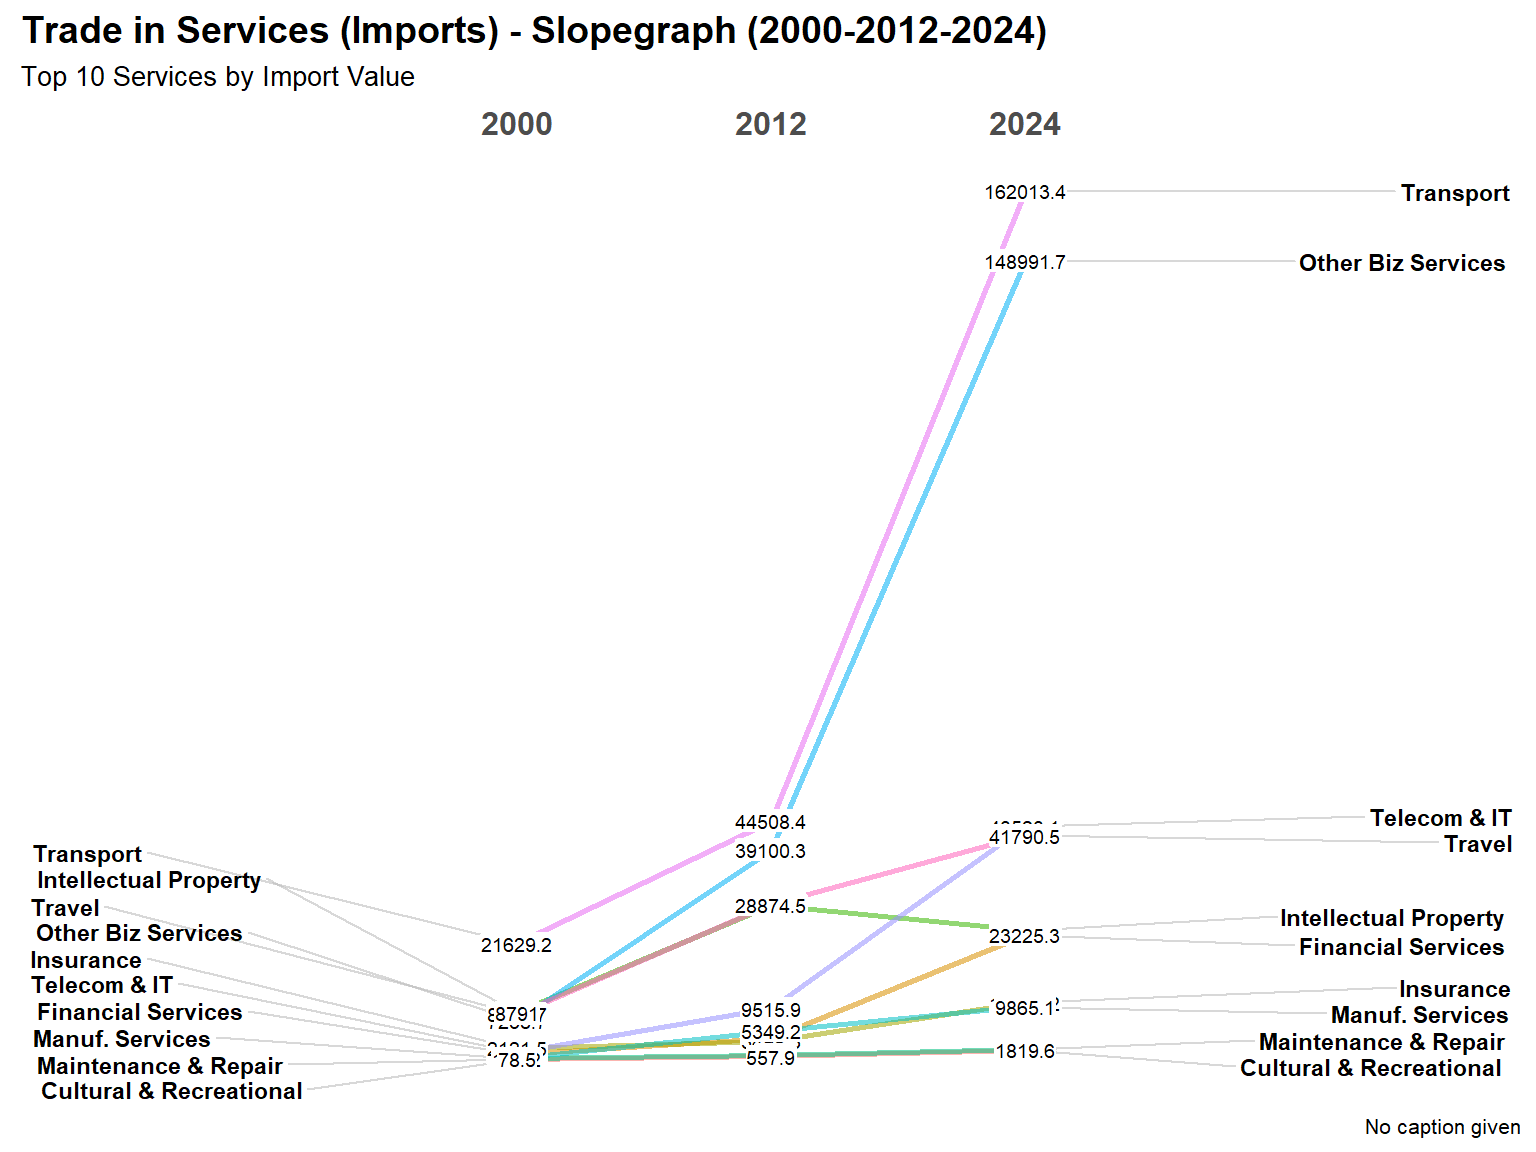 Trade in Services (Imports) - Slopegraph (2000-2012-2024)
Top 10 Services by Import Value
2000 2012 2024
162013.4 Transport
148991.7 Other Biz Services
44508.4
39100.3
Telecom & IT
41790.5
Travel
Transport
Intellectual Property
Travel
Other Biz Services
Insurance
Telecom & IT
Financial Services
Manuf. Services
Maintenance & Repair
Cultural & Recreational
21629.2
28874.5
23225.3
Intellectual Property
Financial Services
9515.9
5349.2
9865.1
Insurance
Manuf. Services
557.9
1819.6
Maintenance & Repair
Cultural & Recreational
No caption given